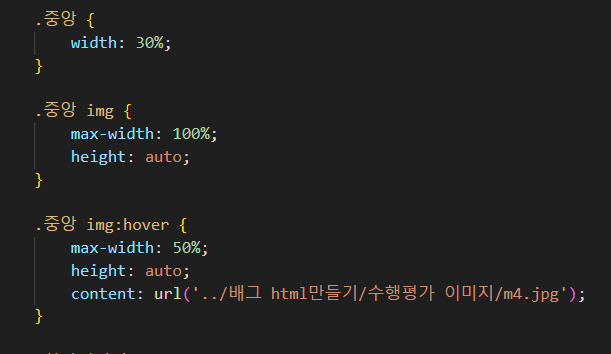 .중앙 {
width: 30%;
}
.중앙 img {
max-width: 100%;
height: auto;
}
.중앙 img:hover {
max-width: 50%;
height: auto;
content: url('../배그 html만들기/수행평가 이미지/m4.jpg');
}